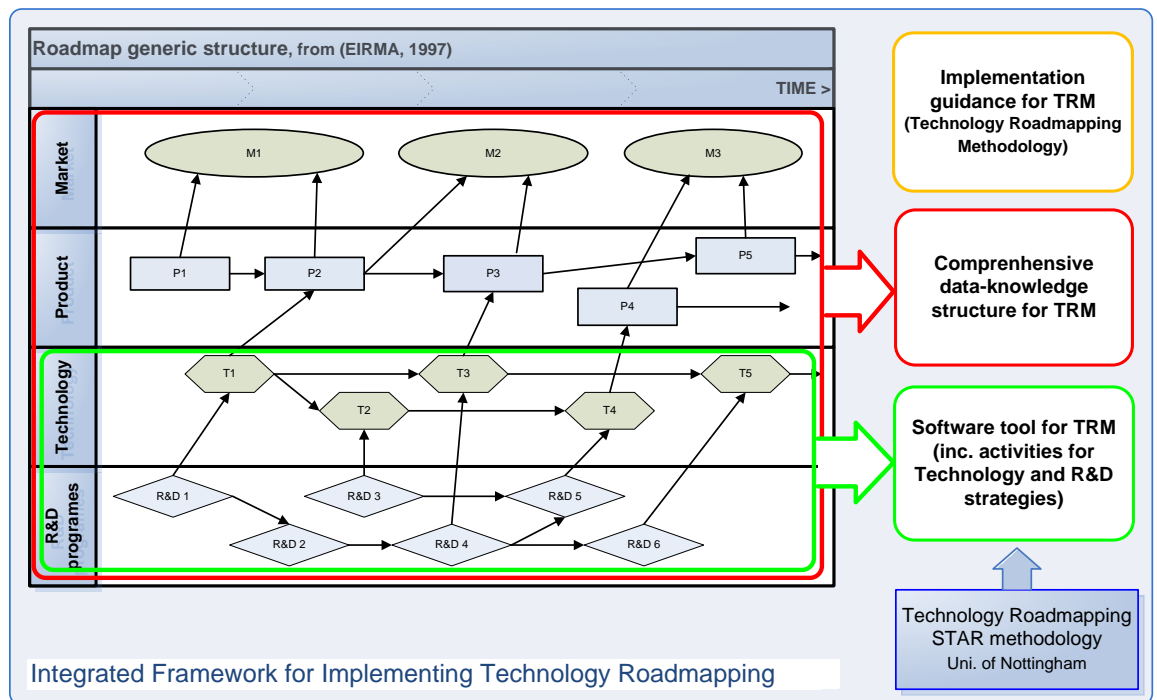 Roadmap generic structure, from (EIRMA, 1997)
TIME >
Market
M1
M2
M3
Product
P1
P2
P3
P4
P5
Technology
T1
T2
T3
T4
T5
R&D
programes
R&D 1
R&D 2
R&D 3
R&D 4
R&D 5
R&D 6
Implementation
guidance for TRM
(Technology Roadmapping
Methodology)
Comprenhensive
data-knowledge
structure for TRM
Software tool for TRM
(inc. activities for
Technology and R&D
strategies)
Technology Roadmapping
STAR methodology
Uni. of Nottingham
Integrated Framework for Implementing Technology Roadmapping